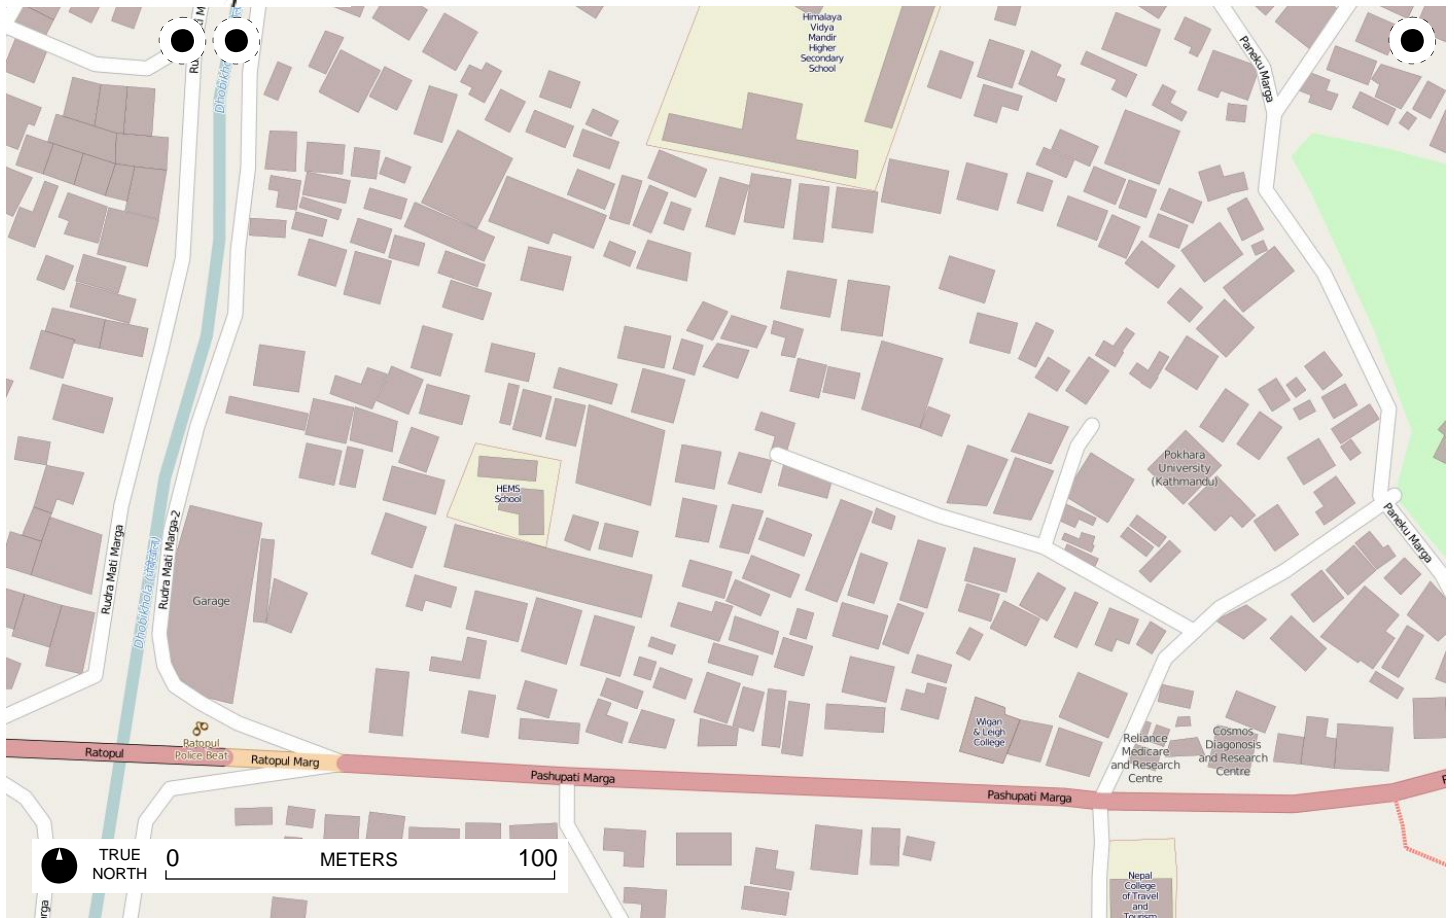 Himalaya
Vidya
Mandir
Higher
Secondary
School
Paneku Marga
HEMS
School
Pokhara
University
(Kathmandu)
Paneku Marga
Rudra Mati Marga
Rudra Mati Marga-2
Garage
Wigan
& Leigh
College
Reliance
Medicare
and Research
Centre
Cosmos
Diagonosis
and Research
Centre
Ratopul
Police Beat
Ratopul
Ratopul Marg
Pashupati Marga
Pashupati Marga
TRUE
NORTH
0 METERS 100
Nepal
College
of Travel
and
Tourism